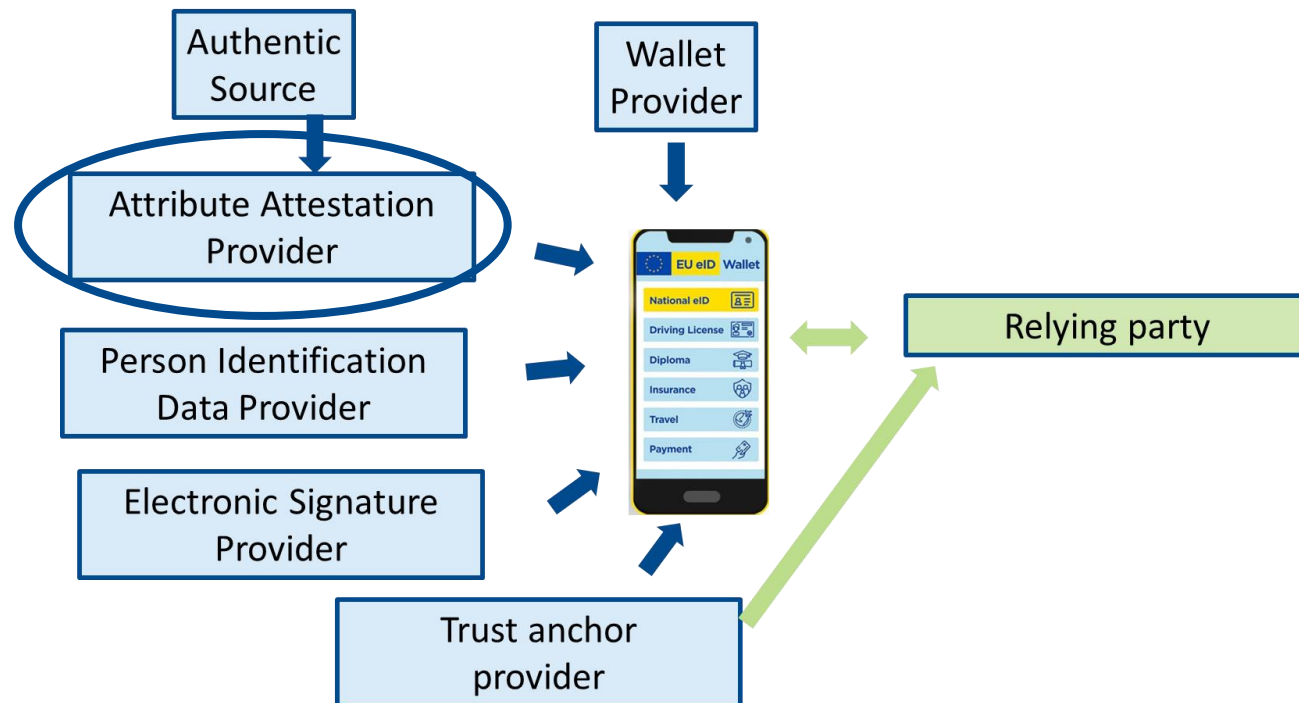 Authentic
Source
Wallet
Provider
Attribute Attestation
Provider
EU eID Wallet
National eID
Driving License
Diploma
Insurance
Travel
Payment
Relying party
Person Identification
Data Provider
Electronic Signature
Provider
Trust anchor
provider